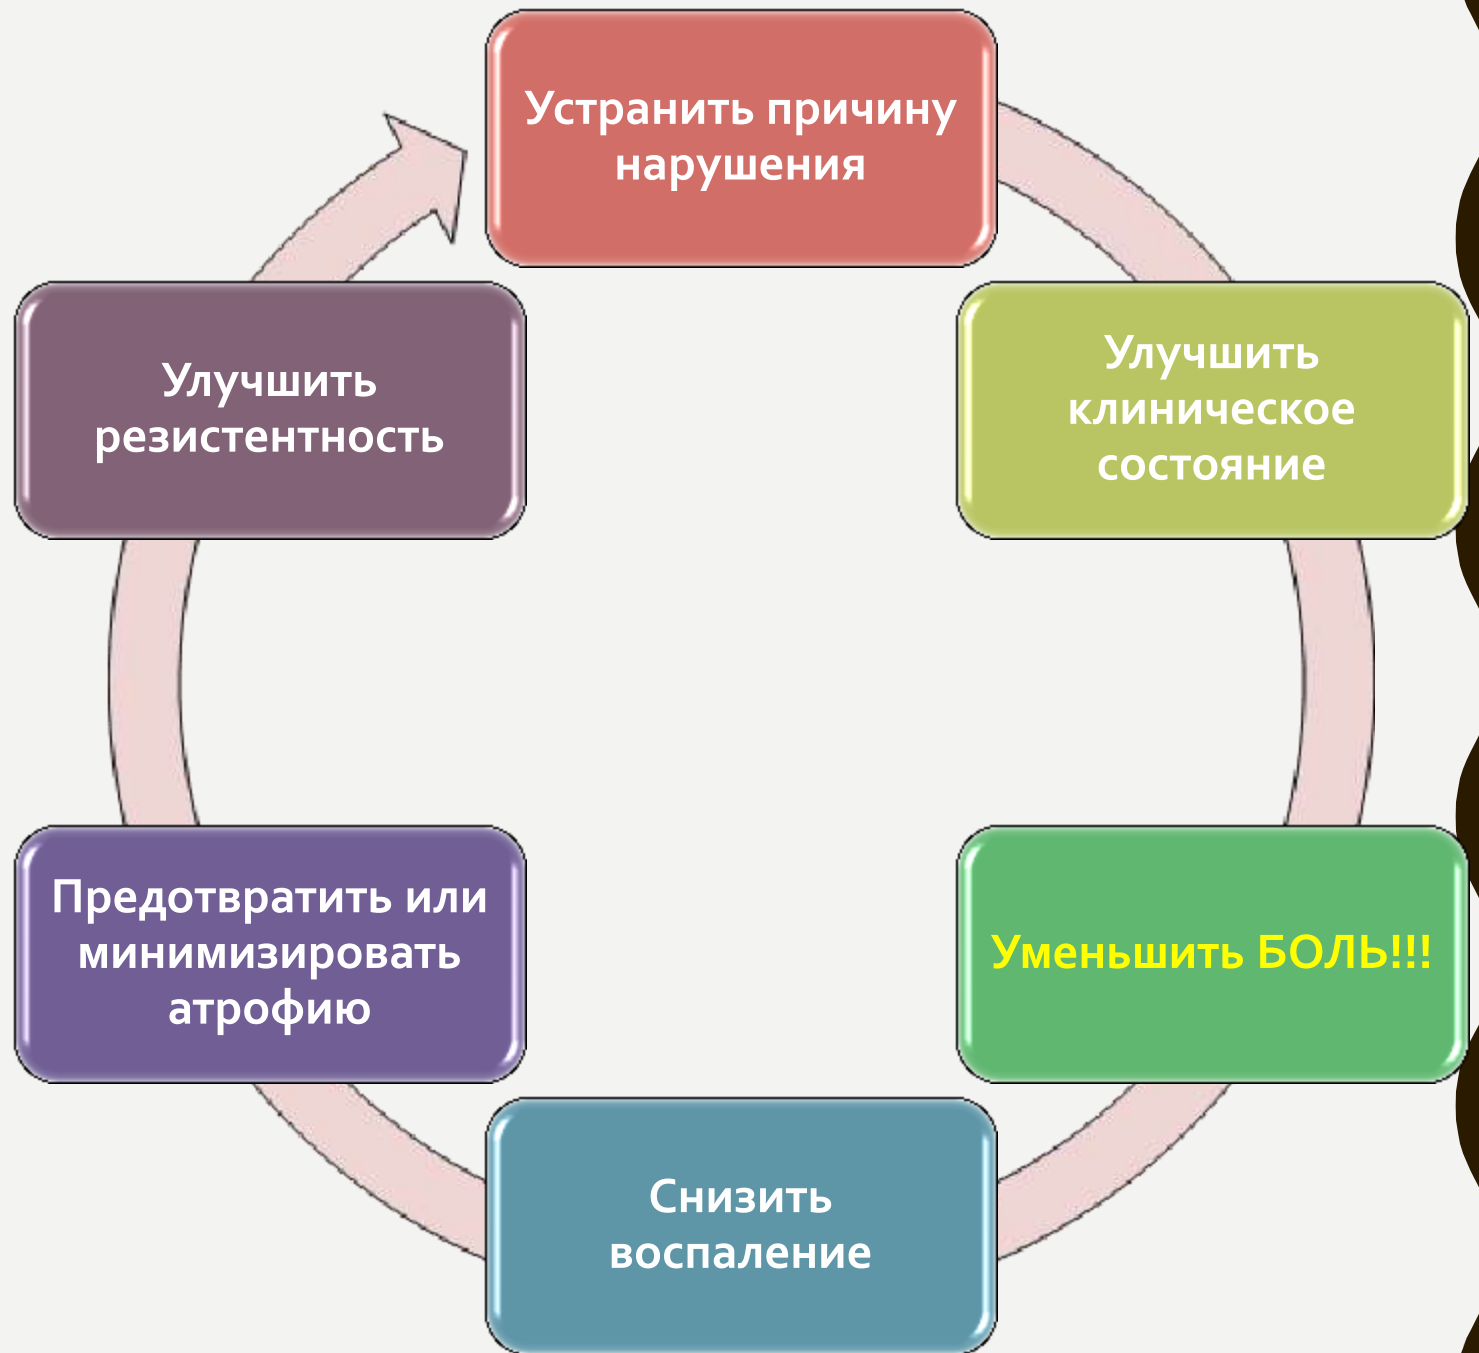 Устранить причину
нарушения
Улучшить
клиническое
состояние
Уменьшить БОЛЬ!!!
Снизить
воспаление
Предотвратить или
минимизировать
атрофию
Улучшить
резистентность